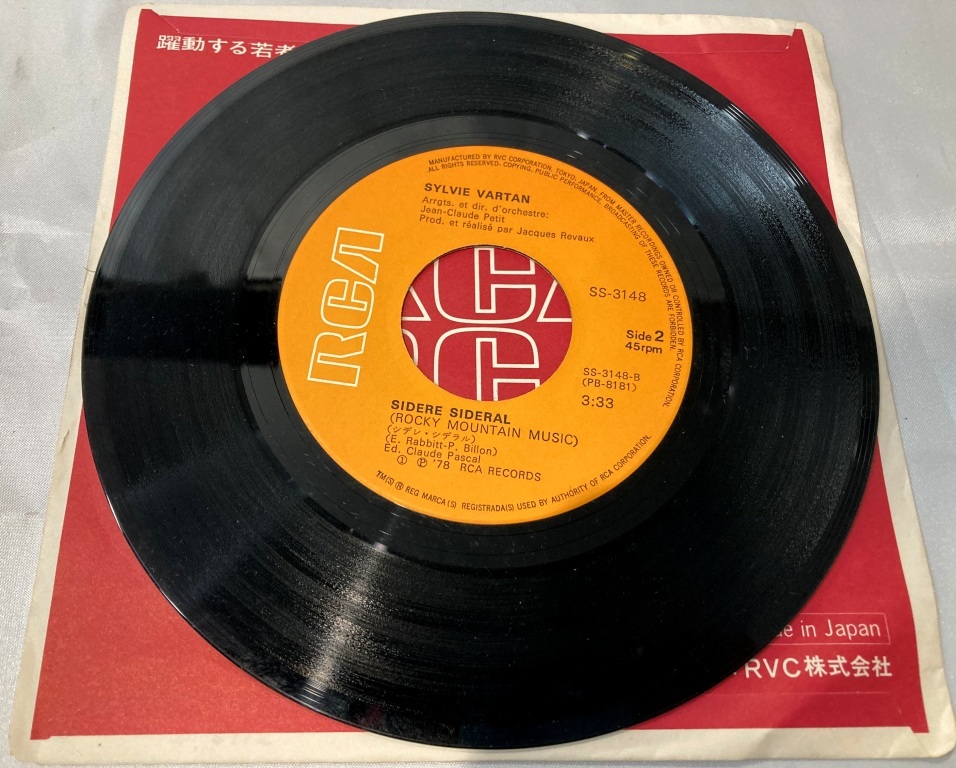 躍動する若者
MANUFACTURED BY RVC CORPORATION, TOKYO, JAPAN, FROM MASTER RECORDINGS OWNED OR CONTROLLED BY RCA CORPORATION.
ALL RIGHTS RESERVED. COPYING, PUBLIC PERFORMANCE, BROADCASTING OF THESE RECORDS ARE FORBIDDEN.
SYLVIE VARTAN
Arrgts. et dir. d'orchestre:
Jean-Claude Petit
Prod. et réalisé par Jacques Revaux
RCA
SS-3148
Side 2
45rpm
SS-3148-B
(PB-8181)
3:33
SIDERE SIDERAL
(ROCKY MOUNTAIN MUSIC)
(シデレ・シデラル)
(E. Rabbitt-P. Billon)
Ed. Claude Pascal
① ℗ '78 RCA RECORDS
TM(S) ® REG MARCA(S) REGISTRADA(S) USED BY AUTHORITY OF RCA CORPORATION.
in Japan
RVC株式会社